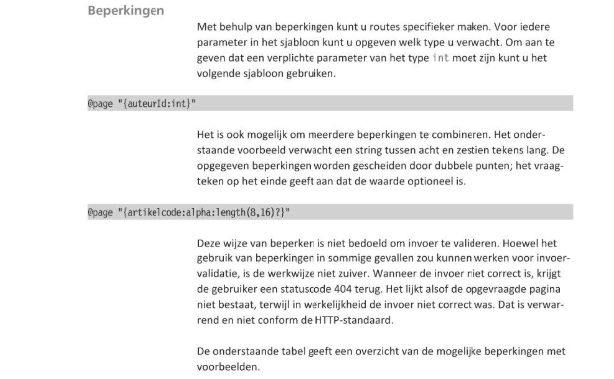 Beperkingen
Met behulp van beperkingen kunt u routes specifieker maken. Voor iedere
parameter in het sjabloon kunt u opgeven welk type u verwacht. Om aan te
geven dat een verplichte parameter van het type int moet zijn kunt u het
volgende sjabloon gebruiken.
@page "{auteurId:int}"
Het is ook mogelijk om meerdere beperkingen te combineren. Het onder-
staande voorbeeld verwacht een string tussen acht en zestien tekens lang. De
opgegeven beperkingen worden gescheiden door dubbele punten; het vraag-
teken op het einde geeft aan dat de waarde optioneel is.
@page "{artikelcode:alpha:length(8,16)?}"
Deze wijze van beperken is niet bedoeld om invoer te valideren. Hoewel het
gebruik van beperkingen in sommige gevallen zou kunnen werken voor invoer-
validatie, is de werkwijze niet zuiver. Wanneer de invoer niet correct is, krijgt
de gebruiker een statuscode 404 terug. Het lijkt alsof de opgevraagde pagina
niet bestaat, terwijl in werkelijkheid de invoer niet correct was. Dat is verwar-
rend en niet conform de HTTP-standaard.
De onderstaande tabel geeft een overzicht van de mogelijke beperkingen met
voorbeelden.